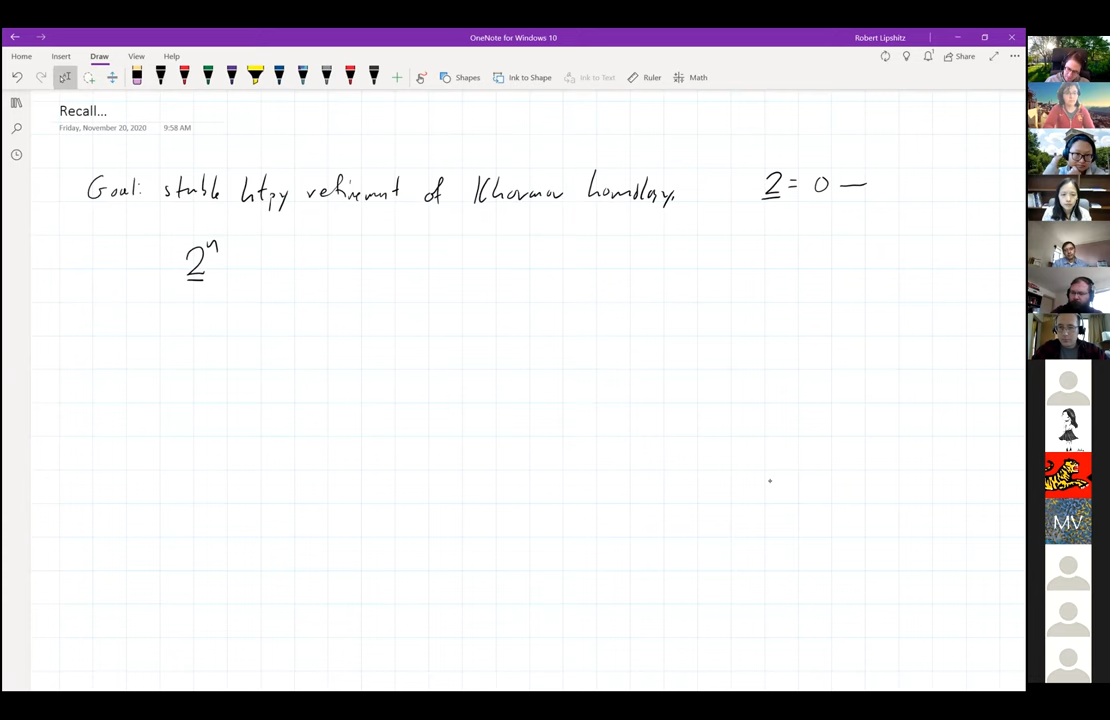 OneNote for Windows 10
Robert Lipshitz
Home Insert Draw View Help
Shapes Ink to Shape Ink to Text Ruler Math
Share
Recall...
Friday, November 20, 2020 9:58 AM
Goal: stable htpy refinement of Khovanov homology. 2 = 0 —
2^n
MV